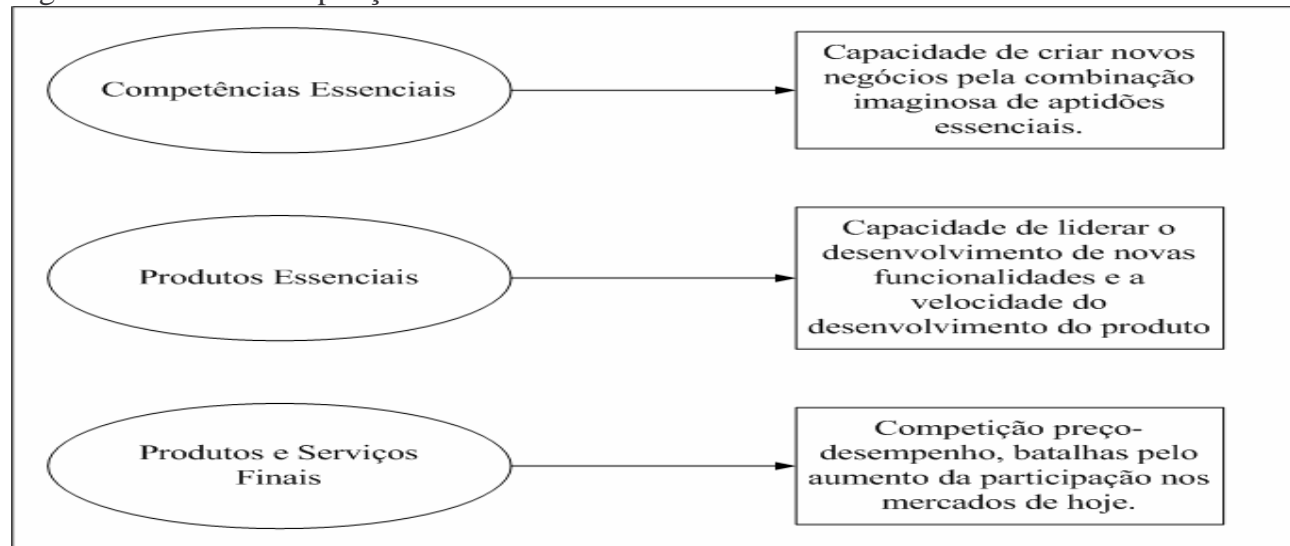 Competências Essenciais
Capacidade de criar novos
negócios pela combinação
imaginosa de aptidões
essenciais.
Produtos Essenciais
Capacidade de liderar o
desenvolvimento de novas
funcionalidades e a
velocidade do
desenvolvimento do produto
Produtos e Serviços
Finais
Competição preço-
desempenho, batalhas pelo
aumento da participação nos
mercados de hoje.